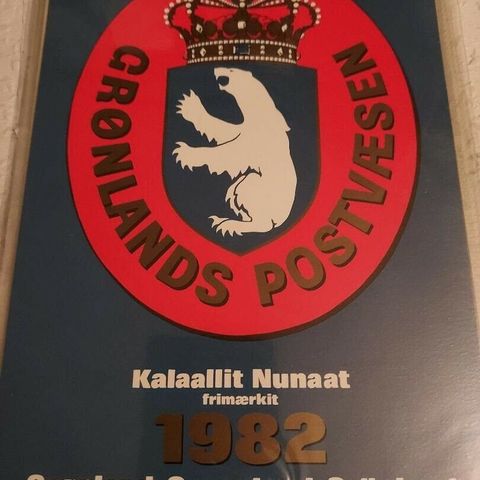 GRØNLANDS POSTVÆSEN
Kalaallit Nunaat
frimærkit
1982